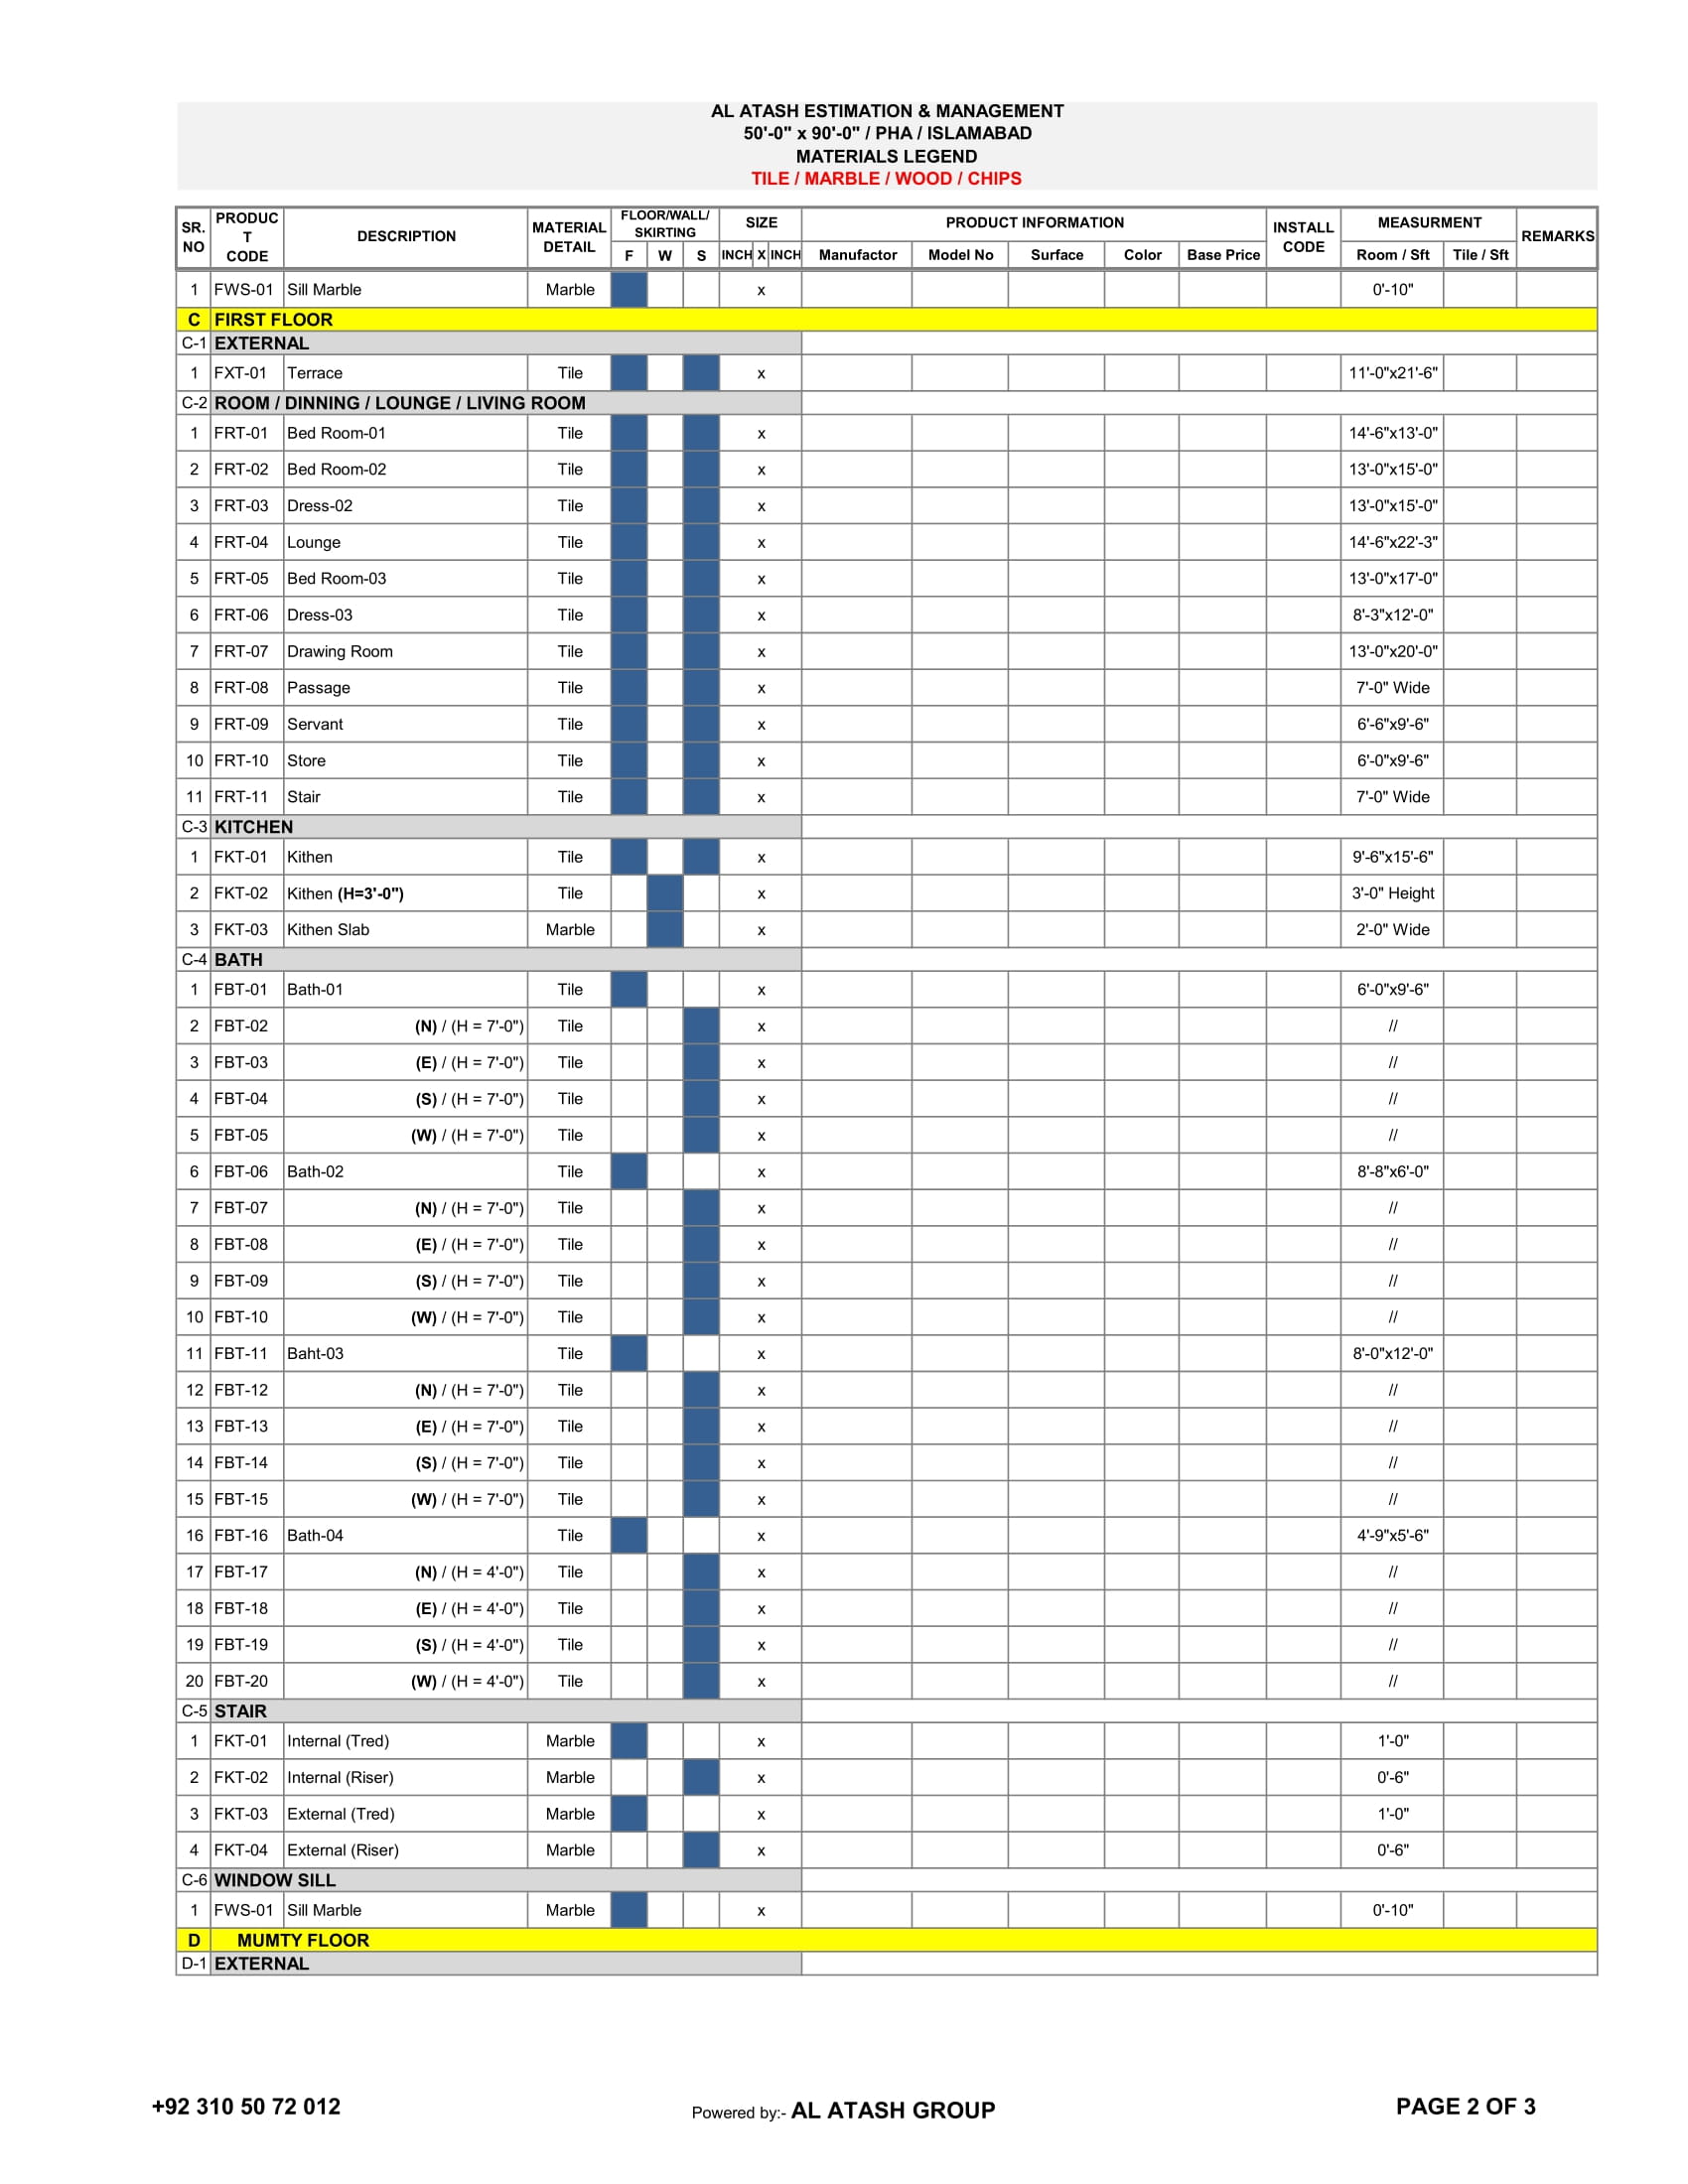 AL ATASH ESTIMATION & MANAGEMENT
50'-0" x 90'-0" / PHA / ISLAMABAD
MATERIALS LEGEND
TILE / MARBLE / WOOD / CHIPS
SR. NO PRODUCT CODE DESCRIPTION MATERIAL DETAIL FLOOR/WALL/ SKIRTING SIZE PRODUCT INFORMATION INSTALL CODE MEASURMENT REMARKS
F W S INCH X INCH Manufactor Model No Surface Color Base Price Room / Sft Tile / Sft
1 FWS-01 Sill Marble Marble x 0'-10"
C FIRST FLOOR
C-1 EXTERNAL
1 FXT-01 Terrace Tile x 11'-0"x21'-6"
C-2 ROOM / DINNING / LOUNGE / LIVING ROOM
1 FRT-01 Bed Room-01 Tile x 14'-6"x13'-0"
2 FRT-02 Bed Room-02 Tile x 13'-0"x15'-0"
3 FRT-03 Dress-02 Tile x 13'-0"x15'-0"
4 FRT-04 Lounge Tile x 14'-6"x22'-3"
5 FRT-05 Bed Room-03 Tile x 13'-0"x17'-0"
6 FRT-06 Dress-03 Tile x 8'-3"x12'-0"
7 FRT-07 Drawing Room Tile x 13'-0"x20'-0"
8 FRT-08 Passage Tile x 7'-0" Wide
9 FRT-09 Servant Tile x 6'-6"x9'-6"
10 FRT-10 Store Tile x 6'-0"x9'-6"
11 FRT-11 Stair Tile x 7'-0" Wide
C-3 KITCHEN
1 FKT-01 Kithen Tile x 9'-6"x15'-6"
2 FKT-02 Kithen (H=3'-0") Tile x 3'-0" Height
3 FKT-03 Kithen Slab Marble x 2'-0" Wide
C-4 BATH
1 FBT-01 Bath-01 Tile x 6'-0"x9'-6"
2 FBT-02 (N) / (H = 7'-0") Tile x //
3 FBT-03 (E) / (H = 7'-0") Tile x //
4 FBT-04 (S) / (H = 7'-0") Tile x //
5 FBT-05 (W) / (H = 7'-0") Tile x //
6 FBT-06 Bath-02 Tile x 8'-8"x6'-0"
7 FBT-07 (N) / (H = 7'-0") Tile x //
8 FBT-08 (E) / (H = 7'-0") Tile x //
9 FBT-09 (S) / (H = 7'-0") Tile x //
10 FBT-10 (W) / (H = 7'-0") Tile x //
11 FBT-11 Baht-03 Tile x 8'-0"x12'-0"
12 FBT-12 (N) / (H = 7'-0") Tile x //
13 FBT-13 (E) / (H = 7'-0") Tile x //
14 FBT-14 (S) / (H = 7'-0") Tile x //
15 FBT-15 (W) / (H = 7'-0") Tile x //
16 FBT-16 Bath-04 Tile x 4'-9"x5'-6"
17 FBT-17 (N) / (H = 4'-0") Tile x //
18 FBT-18 (E) / (H = 4'-0") Tile x //
19 FBT-19 (S) / (H = 4'-0") Tile x //
20 FBT-20 (W) / (H = 4'-0") Tile x //
C-5 STAIR
1 FKT-01 Internal (Tred) Marble x 1'-0"
2 FKT-02 Internal (Riser) Marble x 0'-6"
3 FKT-03 External (Tred) Marble x 1'-0"
4 FKT-04 External (Riser) Marble x 0'-6"
C-6 WINDOW SILL
1 FWS-01 Sill Marble Marble x 0'-10"
D MUMTY FLOOR
D-1 EXTERNAL
+92 310 50 72 012 Powered by:- AL ATASH GROUP PAGE 2 OF 3